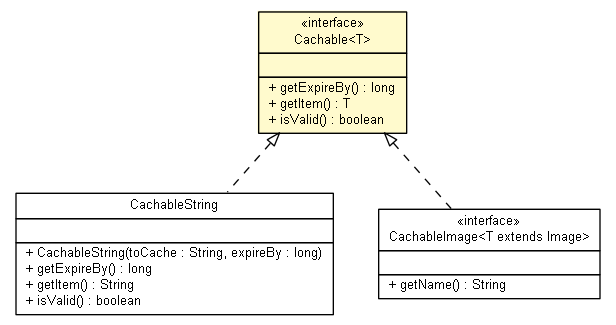 «interface»
Cachable<T>
+ getExpireBy() : long
+ getItem() : T
+ isValid() : boolean
CachableString
+ CachableString(toCache : String, expireBy : long)
+ getExpireBy() : long
+ getItem() : String
+ isValid() : boolean
«interface»
CachableImage<T extends Image>
+ getName() : String